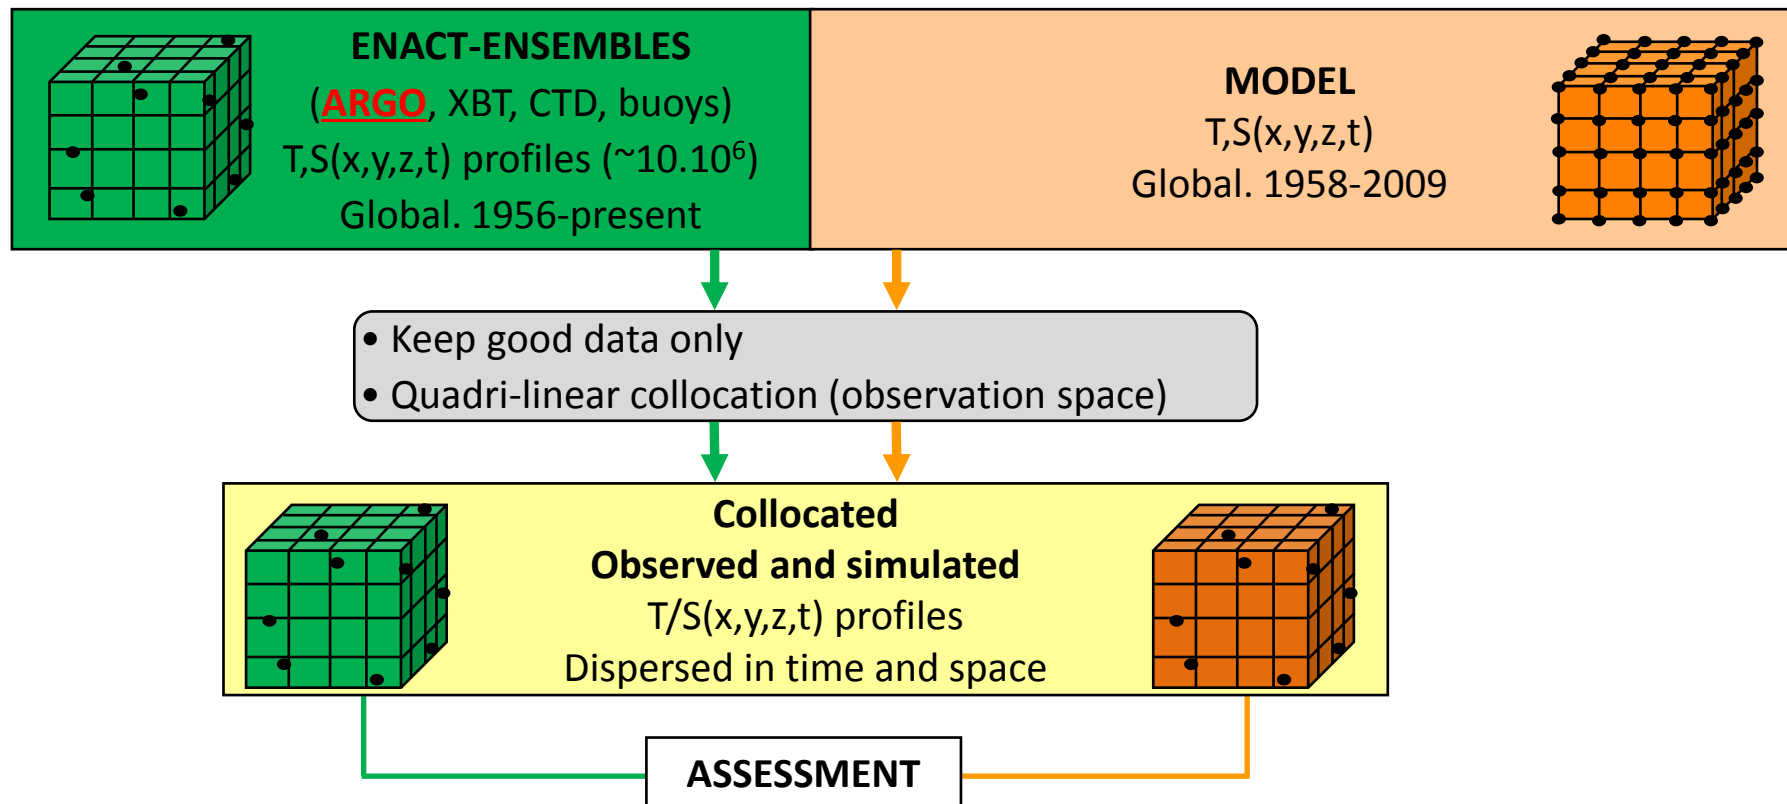 ENACT-ENSEMBLES
(ARGO, XBT, CTD, buoys)
T,S(x,y,z,t) profiles (~10.10⁶)
Global. 1956-present
MODEL
T,S(x,y,z,t)
Global. 1958-2009
• Keep good data only
• Quadri-linear collocation (observation space)
Collocated
Observed and simulated
T/S(x,y,z,t) profiles
Dispersed in time and space
ASSESSMENT